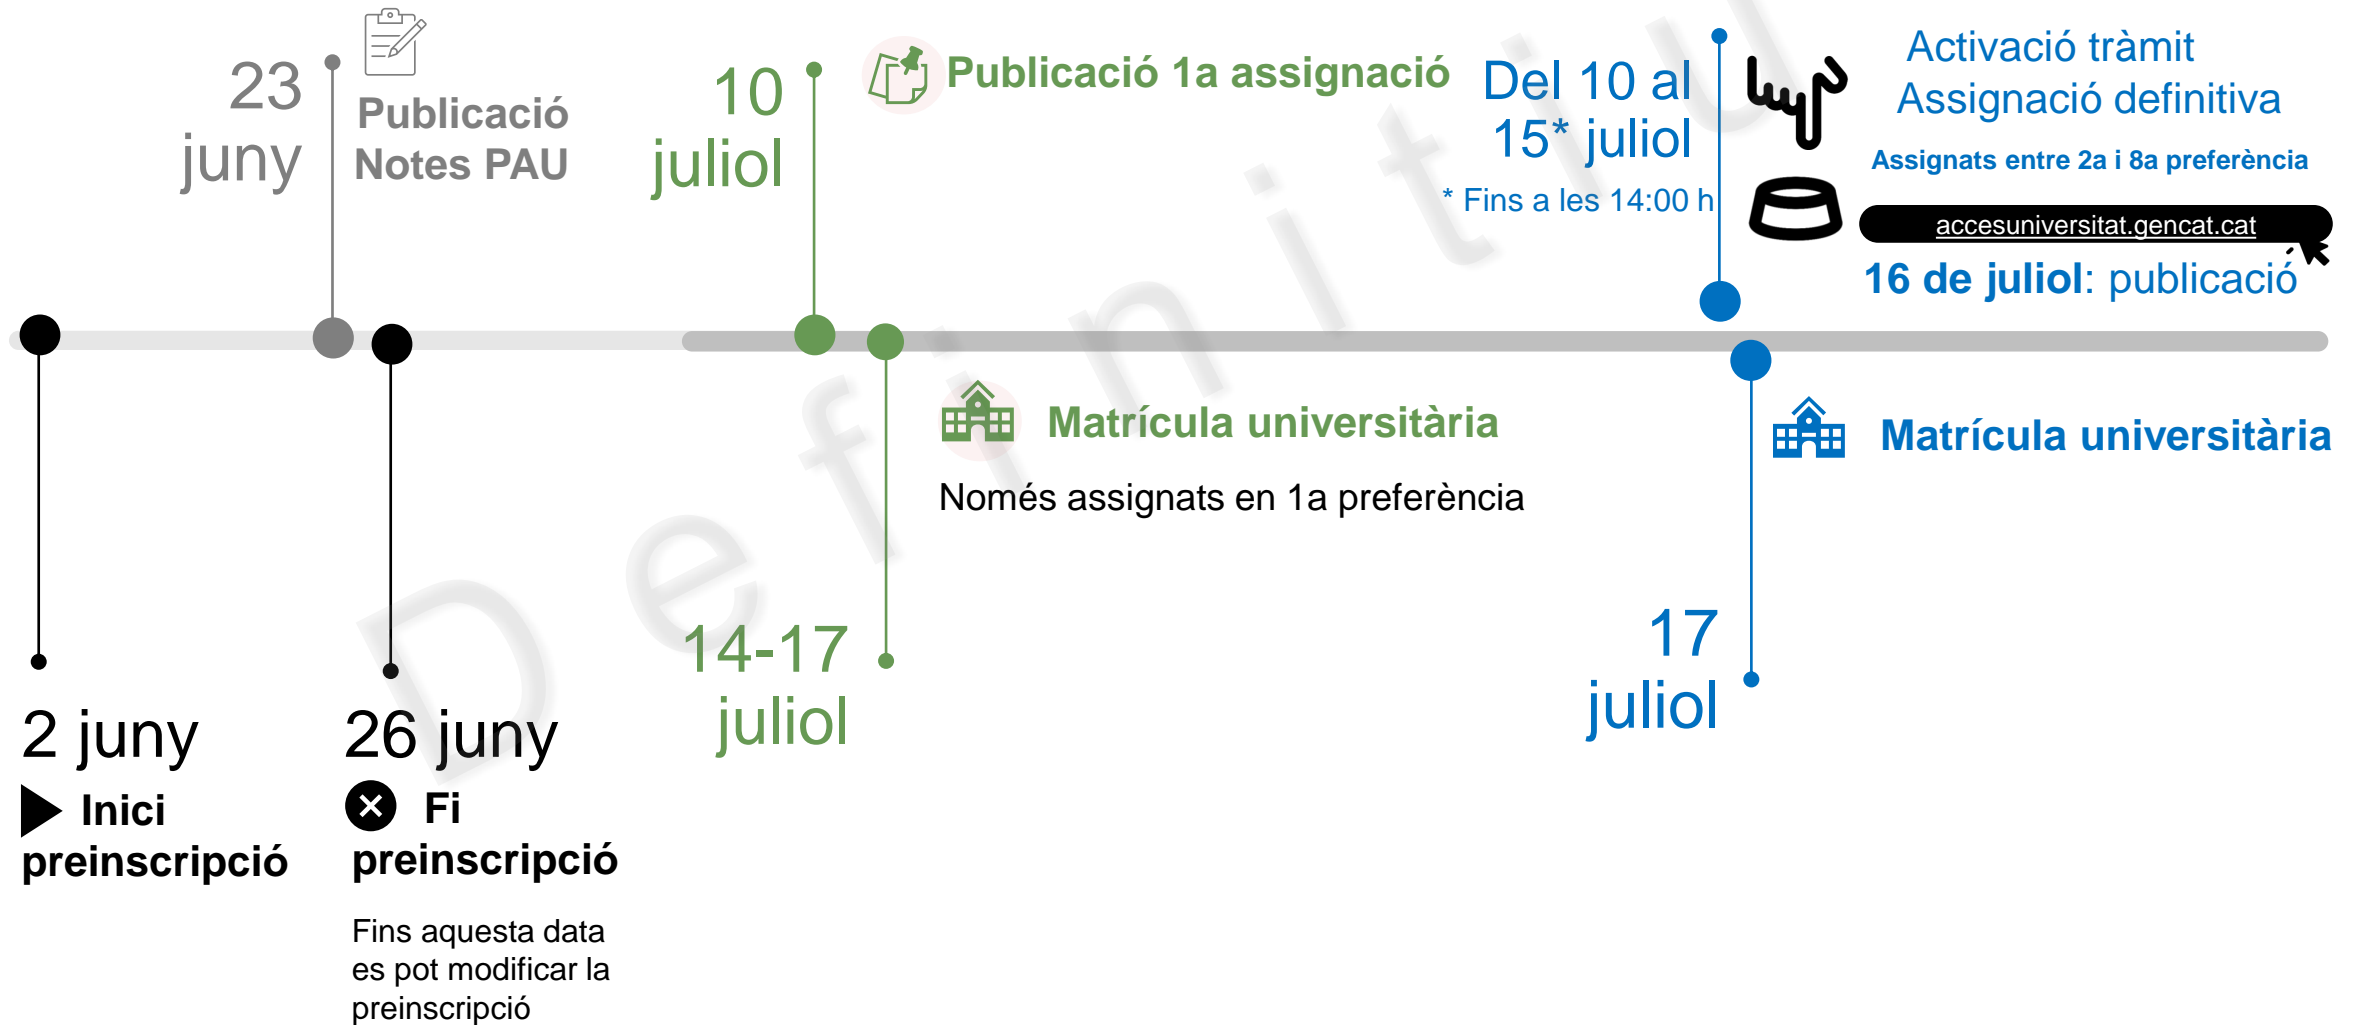 23
juny
Publicació
Notes PAU
10
juliol
Publicació 1a assignació
Del 10 al
15* juliol
* Fins a les 14:00 h
Activació tràmit
Assignació definitiva
Assignats entre 2a i 8a preferència
accesuniversitat.gencat.cat
16 de juliol: publicació
Matrícula universitària
Només assignats en 1a preferència
14-17
juliol
Matrícula universitària
17
juliol
2 juny
Inici
preinscripció
26 juny
Fi
preinscripció
Fins aquesta data
es pot modificar la
preinscripció
Definitiu